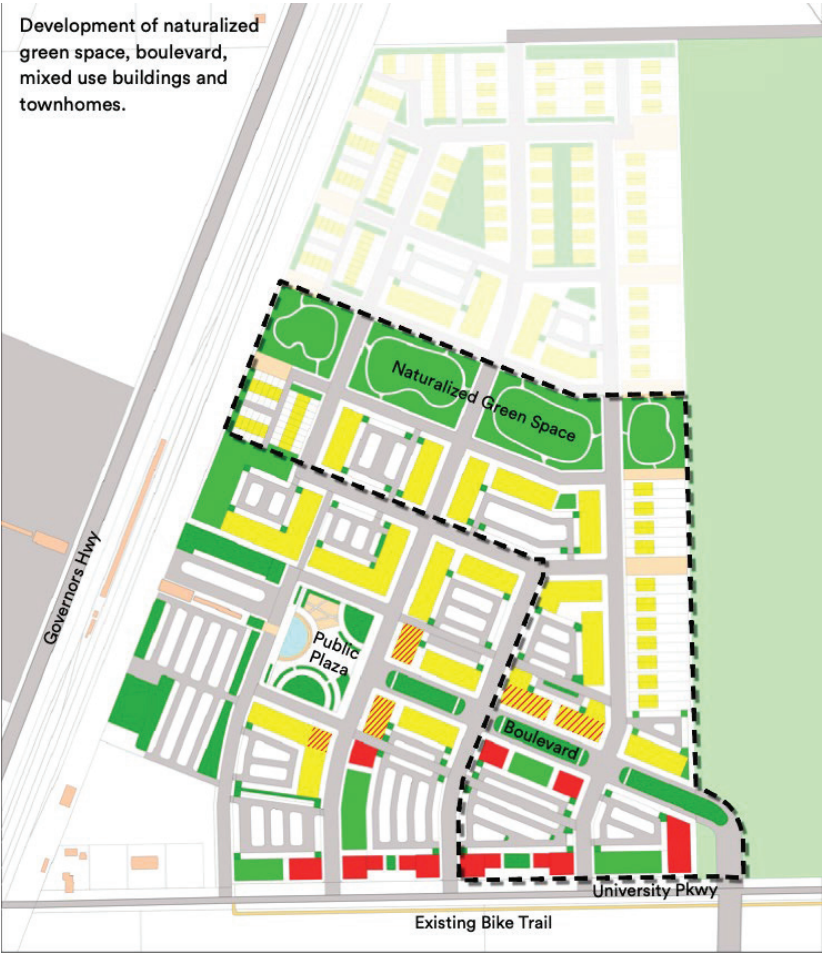 Development of naturalized
green space, boulevard,
mixed use buildings and
townhomes.
Naturalized Green Space
Governors Hwy
Public
Plaza
Boulevard
University Pkwy
Existing Bike Trail